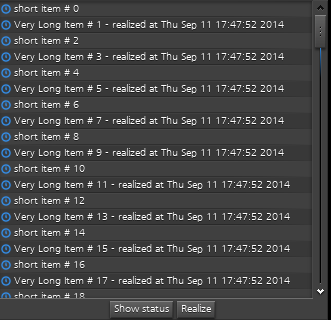 short item # 0
Very Long Item # 1 - realized at Thu Sep 11 17:47:52 2014
short item # 2
Very Long Item # 3 - realized at Thu Sep 11 17:47:52 2014
short item # 4
Very Long Item # 5 - realized at Thu Sep 11 17:47:52 2014
short item # 6
Very Long Item # 7 - realized at Thu Sep 11 17:47:52 2014
short item # 8
Very Long Item # 9 - realized at Thu Sep 11 17:47:52 2014
short item # 10
Very Long Item # 11 - realized at Thu Sep 11 17:47:52 2014
short item # 12
Very Long Item # 13 - realized at Thu Sep 11 17:47:52 2014
short item # 14
Very Long Item # 15 - realized at Thu Sep 11 17:47:52 2014
short item # 16
Very Long Item # 17 - realized at Thu Sep 11 17:47:52 2014
short item # 18
Show status Realize